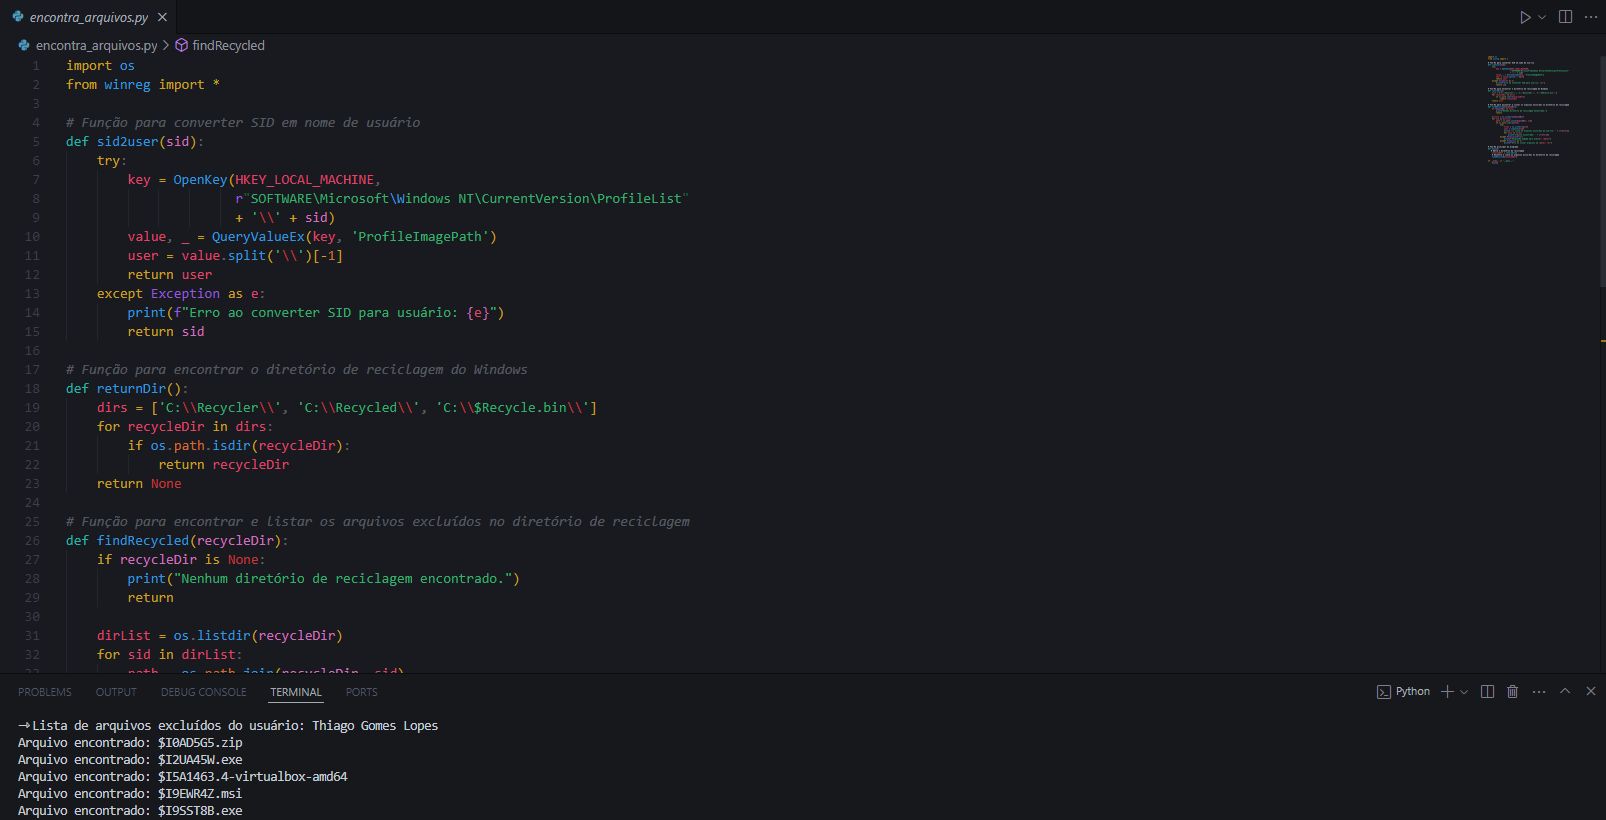 encontra_arquivos.py
encontra_arquivos.py > findRecycled
1 import os
2 from winreg import *
3
4 # Função para converter SID em nome de usuário
5 def sid2user(sid):
6 try:
7 key = OpenKey(HKEY_LOCAL_MACHINE,
8 r"SOFTWARE\Microsoft\Windows NT\CurrentVersion\ProfileList"
9 + '\\' + sid)
10 value, _ = QueryValueEx(key, 'ProfileImagePath')
11 user = value.split('\\')[-1]
12 return user
13 except Exception as e:
14 print(f"Erro ao converter SID para usuário: {e}")
15 return sid
16
17 # Função para encontrar o diretório de reciclagem do Windows
18 def returnDir():
19 dirs = ['C:\\Recycler\\', 'C:\\Recycled\\', 'C:\\$Recycle.bin\\']
20 for recycleDir in dirs:
21 if os.path.isdir(recycleDir):
22 return recycleDir
23 return None
24
25 # Função para encontrar e listar os arquivos excluídos no diretório de reciclagem
26 def findRecycled(recycleDir):
27 if recycleDir is None:
28 print("Nenhum diretório de reciclagem encontrado.")
29 return
30
31 dirList = os.listdir(recycleDir)
32 for sid in dirList:
33 path = os.path.join(recycleDir, sid)
PROBLEMS OUTPUT DEBUG CONSOLE TERMINAL PORTS Python
→Lista de arquivos excluídos do usuário: Thiago Gomes Lopes
Arquivo encontrado: $I0AD5G5.zip
Arquivo encontrado: $I2UA45W.exe
Arquivo encontrado: $I5A1463.4-virtualbox-amd64
Arquivo encontrado: $I9EWR4Z.msi
Arquivo encontrado: $I9SST8B.exe